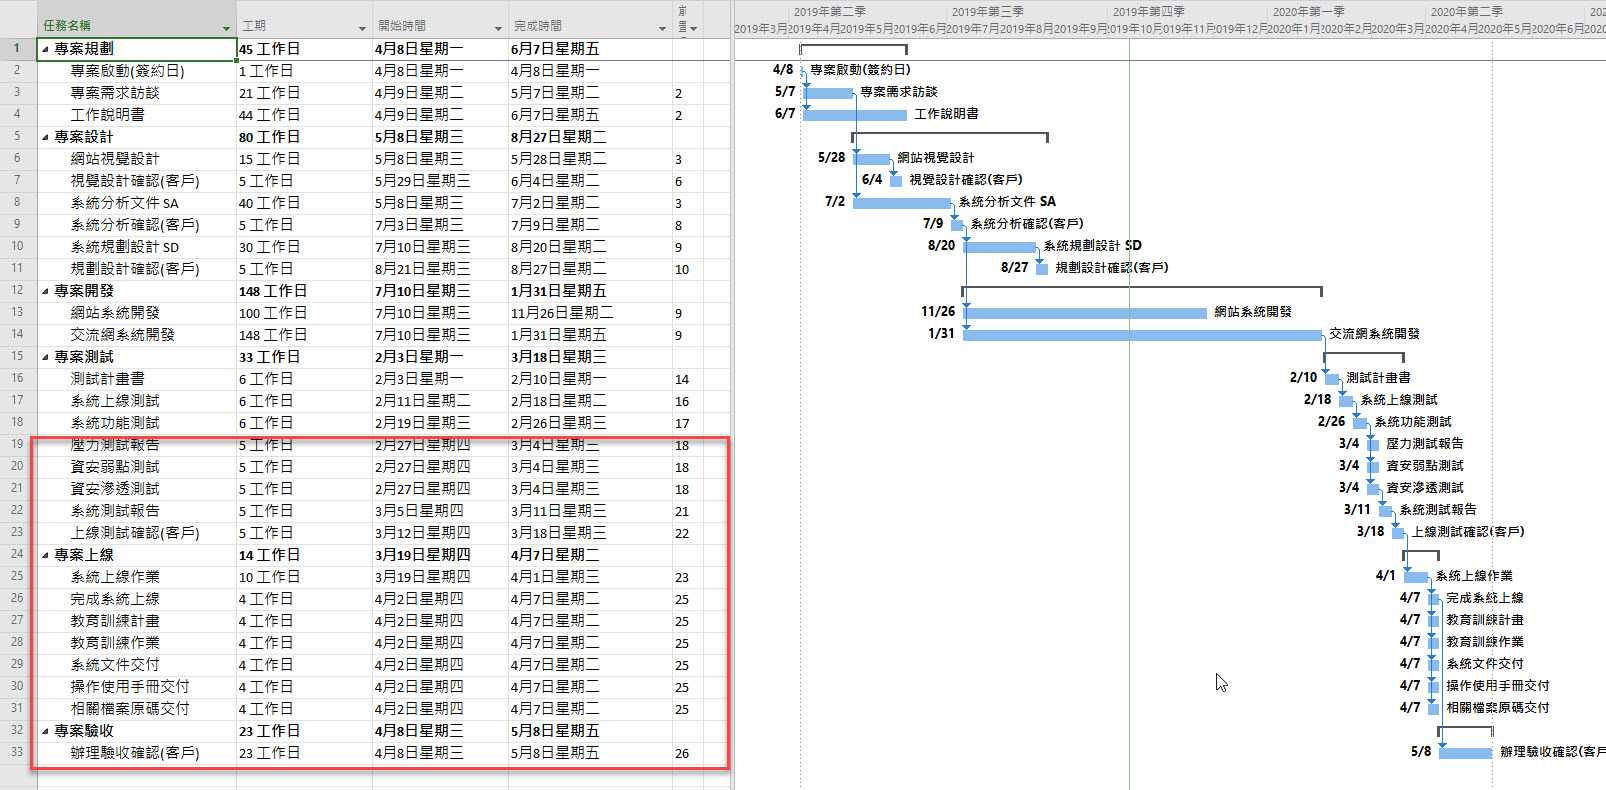 任務名稱 工期 開始時間 完成時間 前置
1 專案規劃 45 工作日 4月8日星期一 6月7日星期五
2 專案啟動(簽約日) 1 工作日 4月8日星期一 4月8日星期一
3 專案需求訪談 21 工作日 4月9日星期二 5月7日星期二 2
4 工作說明書 44 工作日 4月9日星期二 6月7日星期五 2
5 專案設計 80 工作日 5月8日星期三 8月27日星期二
6 網站視覺設計 15 工作日 5月8日星期三 5月28日星期二 3
7 視覺設計確認(客戶) 5 工作日 5月29日星期三 6月4日星期二 6
8 系統分析文件 SA 40 工作日 5月8日星期三 7月2日星期二 3
9 系統分析確認(客戶) 5 工作日 7月3日星期三 7月9日星期二 8
10 系統規劃設計 SD 30 工作日 7月10日星期三 8月20日星期二 9
11 規劃設計確認(客戶) 5 工作日 8月21日星期三 8月27日星期二 10
12 專案開發 148 工作日 7月10日星期三 1月31日星期五
13 網站系統開發 100 工作日 7月10日星期三 11月26日星期二 9
14 交流網系統開發 148 工作日 7月10日星期三 1月31日星期五 9
15 專案測試 33 工作日 2月3日星期一 3月18日星期三
16 測試計畫書 6 工作日 2月3日星期一 2月10日星期一 14
17 系統上線測試 6 工作日 2月11日星期二 2月18日星期二 16
18 系統功能測試 6 工作日 2月19日星期三 2月26日星期三 17
19 壓力測試報告 5 工作日 2月27日星期四 3月4日星期三 18
20 資安弱點測試 5 工作日 2月27日星期四 3月4日星期三 18
21 資安滲透測試 5 工作日 2月27日星期四 3月4日星期三 18
22 系統測試報告 5 工作日 3月5日星期四 3月11日星期三 21
23 上線測試確認(客戶) 5 工作日 3月12日星期四 3月18日星期三 22
24 專案上線 14 工作日 3月19日星期四 4月7日星期二
25 系統上線作業 10 工作日 3月19日星期四 4月1日星期三 23
26 完成系統上線 4 工作日 4月2日星期四 4月7日星期二 25
27 教育訓練計畫 4 工作日 4月2日星期四 4月7日星期二 25
28 教育訓練作業 4 工作日 4月2日星期四 4月7日星期二 25
29 系統文件交付 4 工作日 4月2日星期四 4月7日星期二 25
30 操作使用手冊交付 4 工作日 4月2日星期四 4月7日星期二 25
31 相關檔案原碼交付 4 工作日 4月2日星期四 4月7日星期二 25
32 專案驗收 23 工作日 4月8日星期三 5月8日星期五
33 辦理驗收確認(客戶) 23 工作日 4月8日星期三 5月8日星期五 26
2019年第二季 2019年第三季 2019年第四季 2020年第一季 2020年第二季 202
2019年3月 2019年4月 2019年5月 2019年6月 2019年7月 2019年8月 2019年9月 2019年10月 2019年11月 2019年12月 2020年1月 2020年2月 2020年3月 2020年4月 2020年5月 2020年6月 2020
4/8 專案啟動(簽約日)
5/7 專案需求訪談
6/7 工作說明書
5/28 網站視覺設計
6/4 視覺設計確認(客戶)
7/2 系統分析文件 SA
7/9 系統分析確認(客戶)
8/20 系統規劃設計 SD
8/27 規劃設計確認(客戶)
11/26 網站系統開發
1/31 交流網系統開發
2/10 測試計畫書
2/18 系統上線測試
2/26 系統功能測試
3/4 壓力測試報告
3/4 資安弱點測試
3/4 資安滲透測試
3/11 系統測試報告
3/18 上線測試確認(客戶)
4/1 系統上線作業
4/7 完成系統上線
4/7 教育訓練計畫
4/7 教育訓練作業
4/7 系統文件交付
4/7 操作使用手冊交付
4/7 相關檔案原碼交付
5/8 辦理驗收確認(客戶